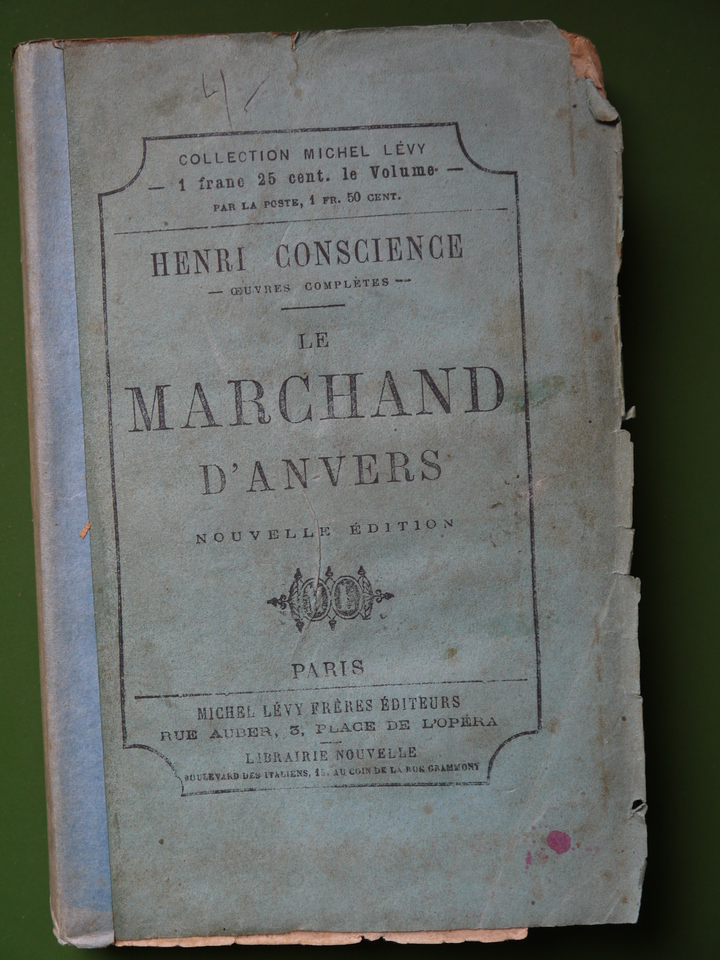 COLLECTION MICHEL LÉVY
— 1 franc 25 cent. le Volume —
PAR LA POSTE, 1 FR. 50 CENT.
HENRI CONSCIENCE
— ŒUVRES COMPLÈTES —
LE
MARCHAND
D'ANVERS
NOUVELLE ÉDITION
PARIS
MICHEL LÉVY FRÈRES ÉDITEURS
RUE AUBER, 3, PLACE DE L'OPÉRA
LIBRAIRIE NOUVELLE
BOULEVARD DES ITALIENS, 15, AU COIN DE LA RUE GRAMMONT